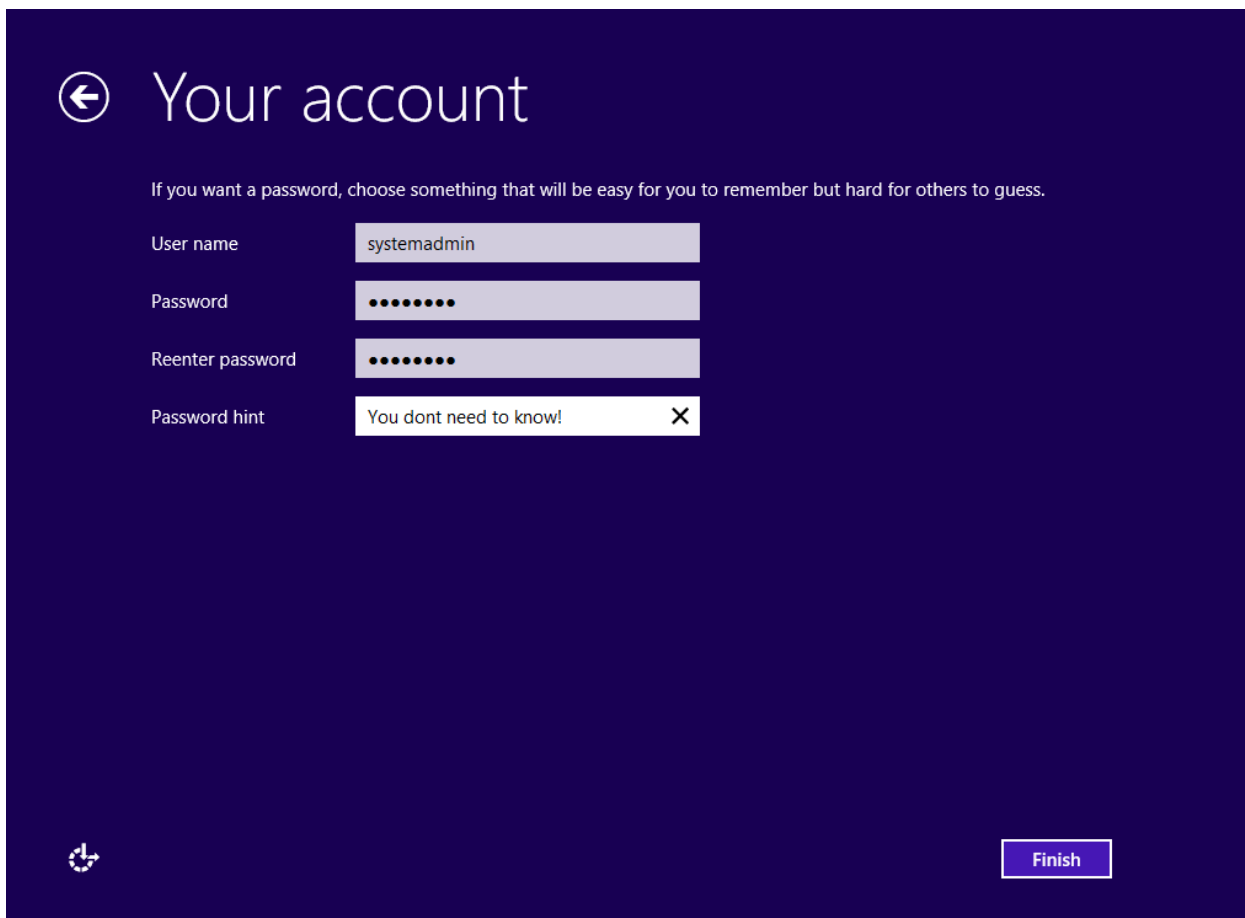 Your account
If you want a password, choose something that will be easy for you to remember but hard for others to guess.
User name systemadmin
Password ●●●●●●●●
Reenter password ●●●●●●●●
Password hint You dont need to know!
Finish